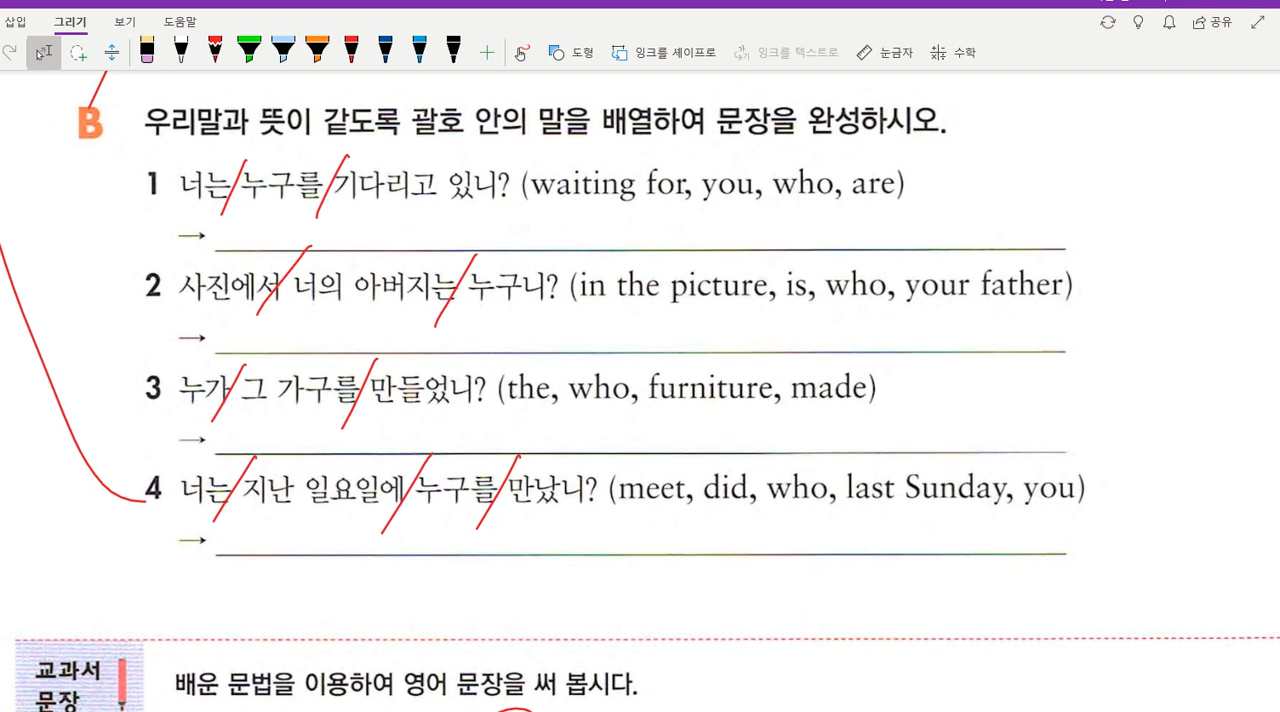 삽입 그리기 보기 도움말 공유
도형 잉크를 셰이프로 잉크를 텍스트로 눈금자 수학
B 우리말과 뜻이 같도록 괄호 안의 말을 배열하여 문장을 완성하시오.
1 너는 누구를 기다리고 있니? (waiting for, you, who, are)
→
2 사진에서 너의 아버지는 누구니? (in the picture, is, who, your father)
→
3 누가 그 가구를 만들었니? (the, who, furniture, made)
→
4 너는 지난 일요일에 누구를 만났니? (meet, did, who, last Sunday, you)
→
교과서
문장
배운 문법을 이용하여 영어 문장을 써 봅시다.